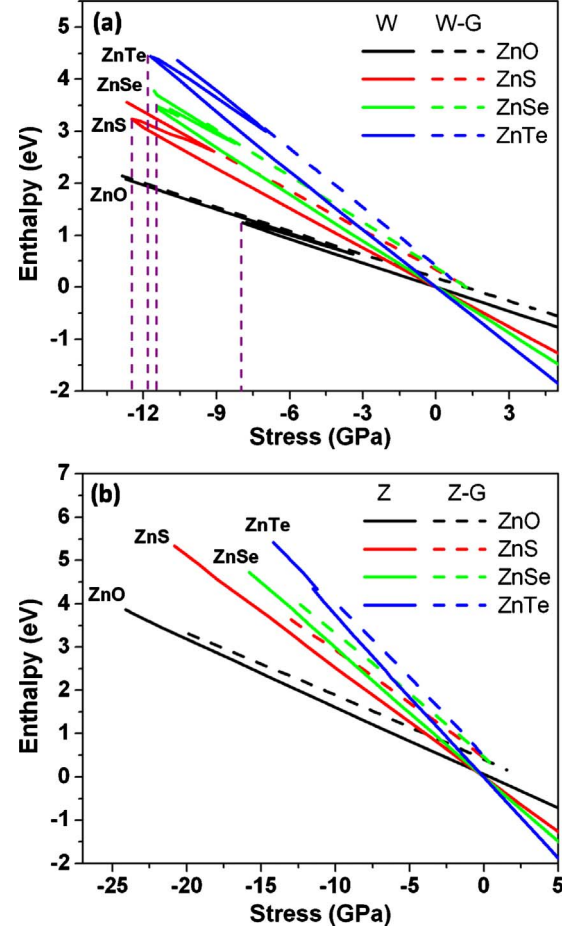 (a)
W W-G
ZnO
ZnS
ZnSe
ZnTe
ZnTe
ZnSe
ZnS
ZnO
Enthalpy (eV)
5
4
3
2
1
0
-1
-2
-12 -9 -6 -3 0 3
Stress (GPa)
(b)
Z Z-G
ZnO
ZnS
ZnSe
ZnTe
ZnTe
ZnS
ZnSe
ZnO
Enthalpy (eV)
7
6
5
4
3
2
1
0
-1
-2
-25 -20 -15 -10 -5 0 5
Stress (GPa)